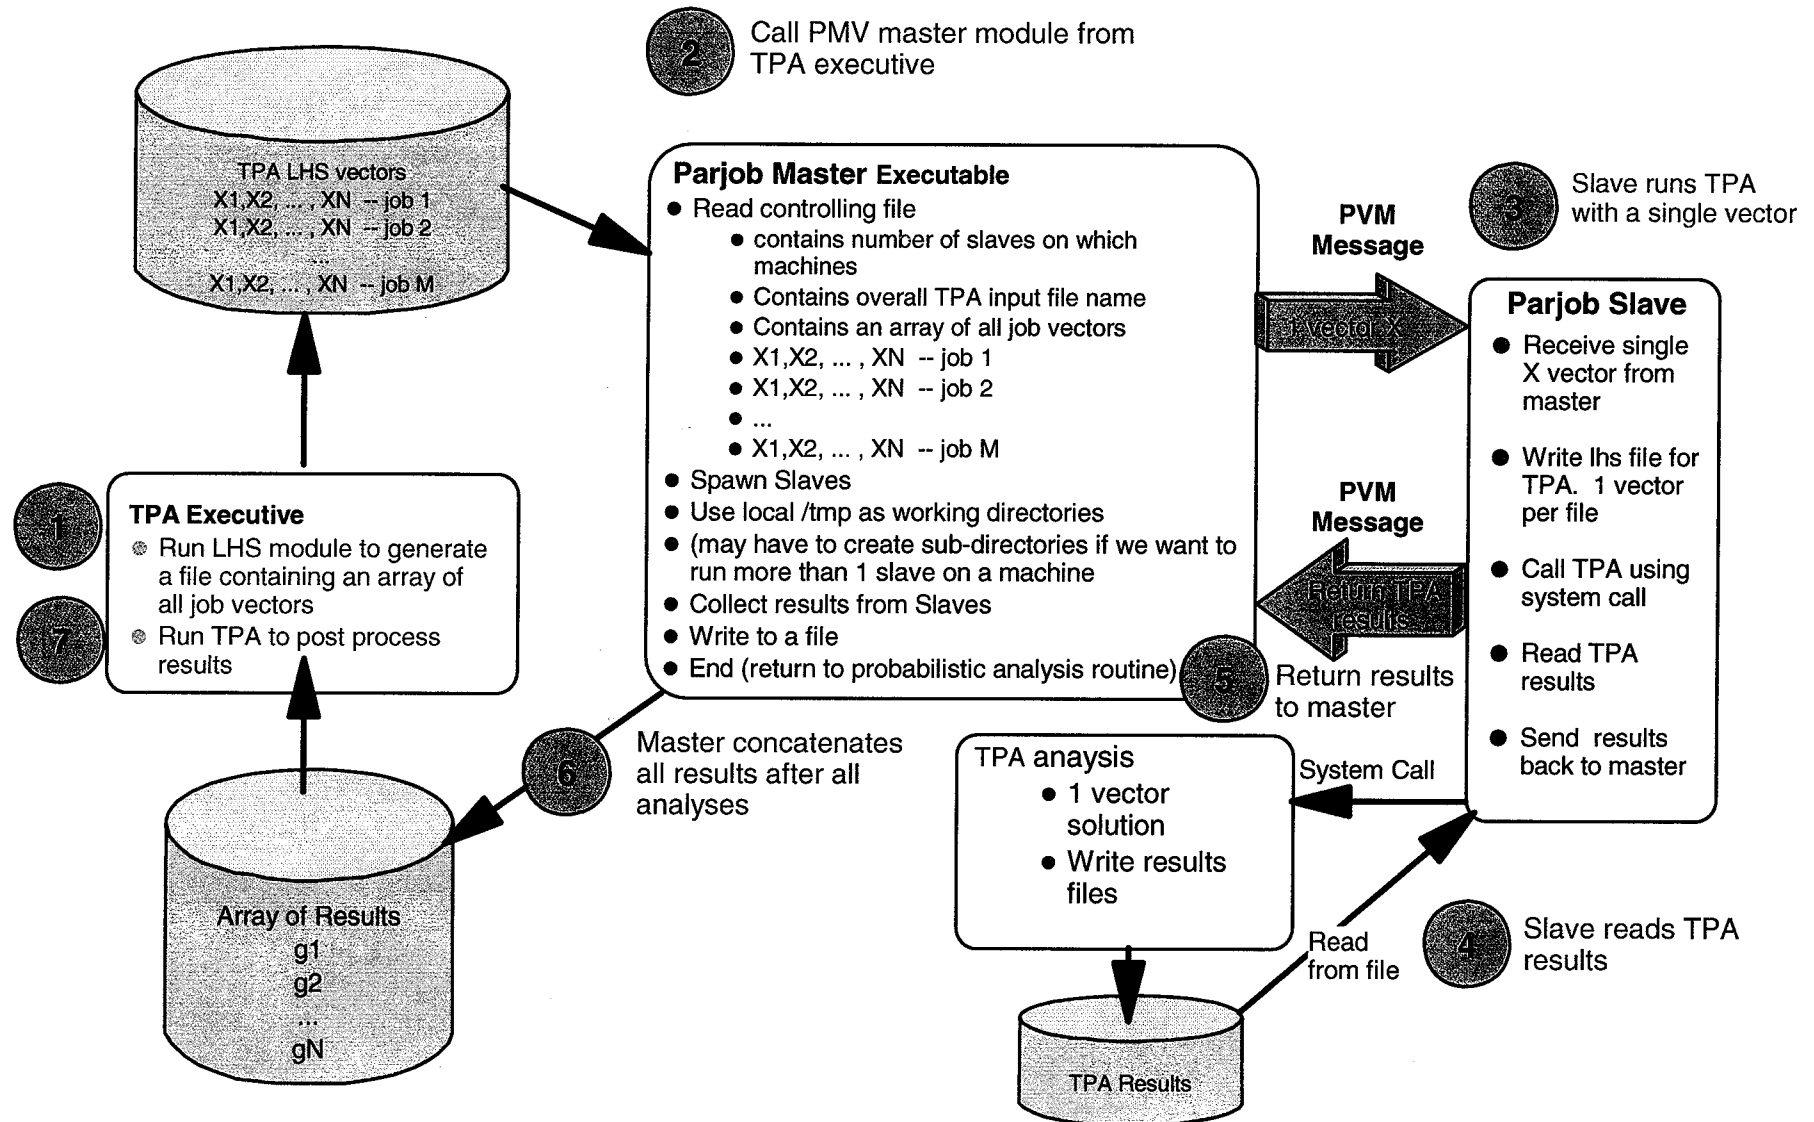 2
Call PMV master module from
TPA executive
TPA LHS vectors
X1,X2, ... , XN -- job 1
X1,X2, ... , XN -- job 2
...
X1,X2, ... , XN -- job M
Parjob Master Executable
● Read controlling file
● contains number of slaves on which
machines
● Contains overall TPA input file name
● Contains an array of all job vectors
● X1,X2, ... , XN -- job 1
● X1,X2, ... , XN -- job 2
● ...
● X1,X2, ... , XN -- job M
● Spawn Slaves
● Use local /tmp as working directories
● (may have to create sub-directories if we want to
run more than 1 slave on a machine
● Collect results from Slaves
● Write to a file
● End (return to probabilistic analysis routine)
PVM
Message
1 vector X
3
Slave runs TPA
with a single vector
Parjob Slave
● Receive single
X vector from
master
● Write lhs file for
TPA. 1 vector
per file
● Call TPA using
system call
● Read TPA
results
● Send results
back to master
PVM
Message
Return TPA
results
5
Return results
to master
1
7
TPA Executive
● Run LHS module to generate
a file containing an array of
all job vectors
● Run TPA to post process
results
6
Master concatenates
all results after all
analyses
Array of Results
g1
g2
...
gN
TPA anaysis
● 1 vector
solution
● Write results
files
System Call
Read
from file
4
Slave reads TPA
results
TPA Results